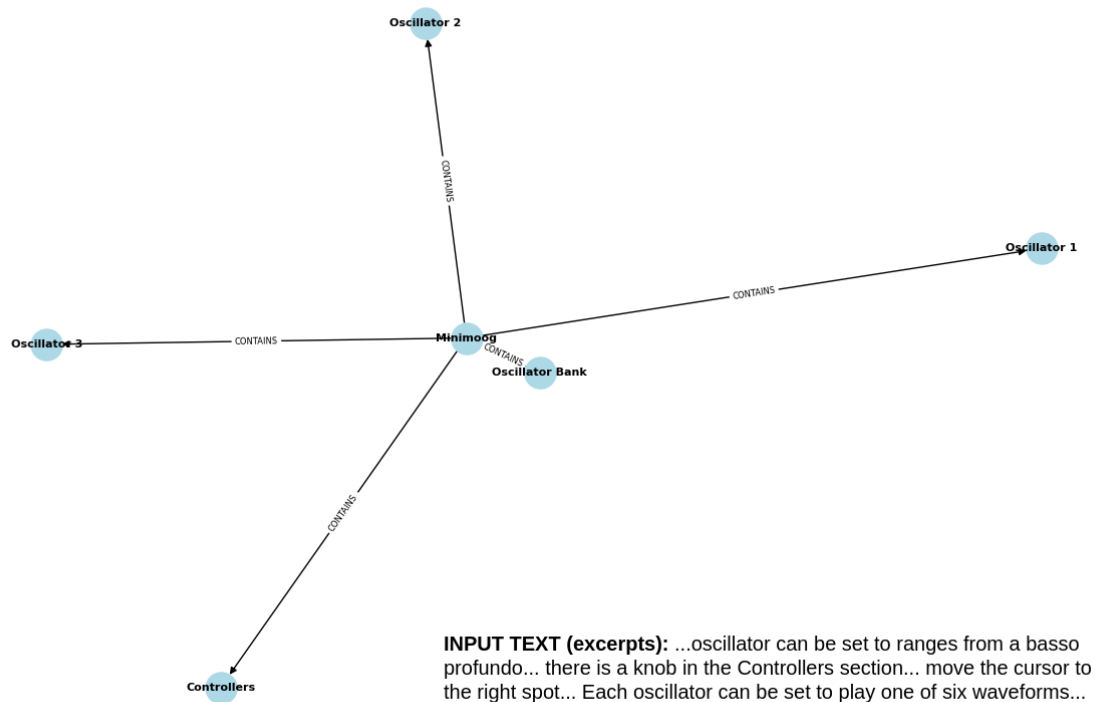 Oscillator 2
CONTAINS
Oscillator 1
CONTAINS
Minimoog
Oscillator 3
CONTAINS
CONTAINS
Oscillator Bank
CONTAINS
Controllers
INPUT TEXT (excerpts): ...oscillator can be set to ranges from a basso
profundo... there is a knob in the Controllers section... move the cursor to
the right spot... Each oscillator can be set to play one of six waveforms...